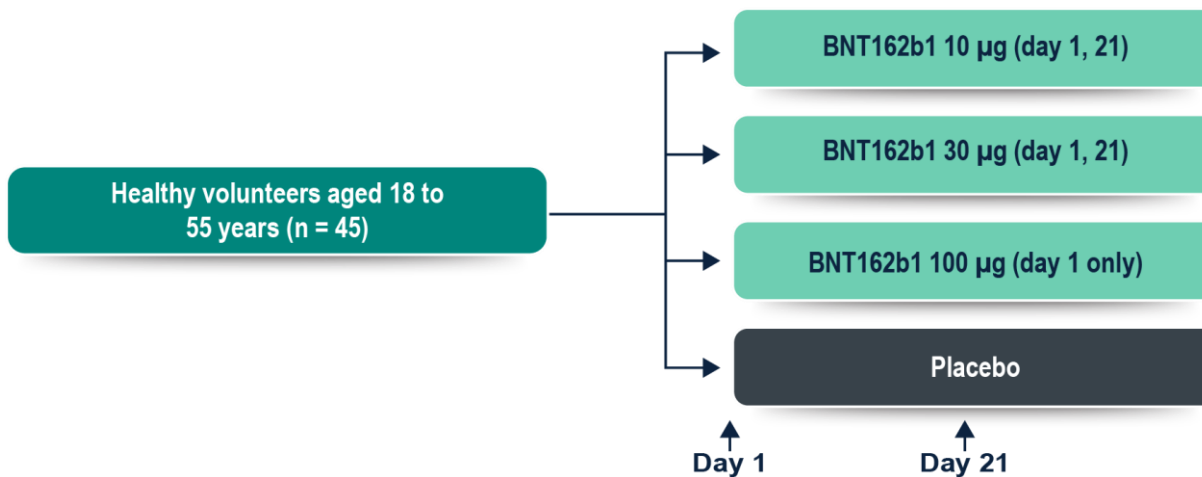 Healthy volunteers aged 18 to
55 years (n = 45)
BNT162b1 10 µg (day 1, 21)
BNT162b1 30 µg (day 1, 21)
BNT162b1 100 µg (day 1 only)
Placebo
Day 1
Day 21